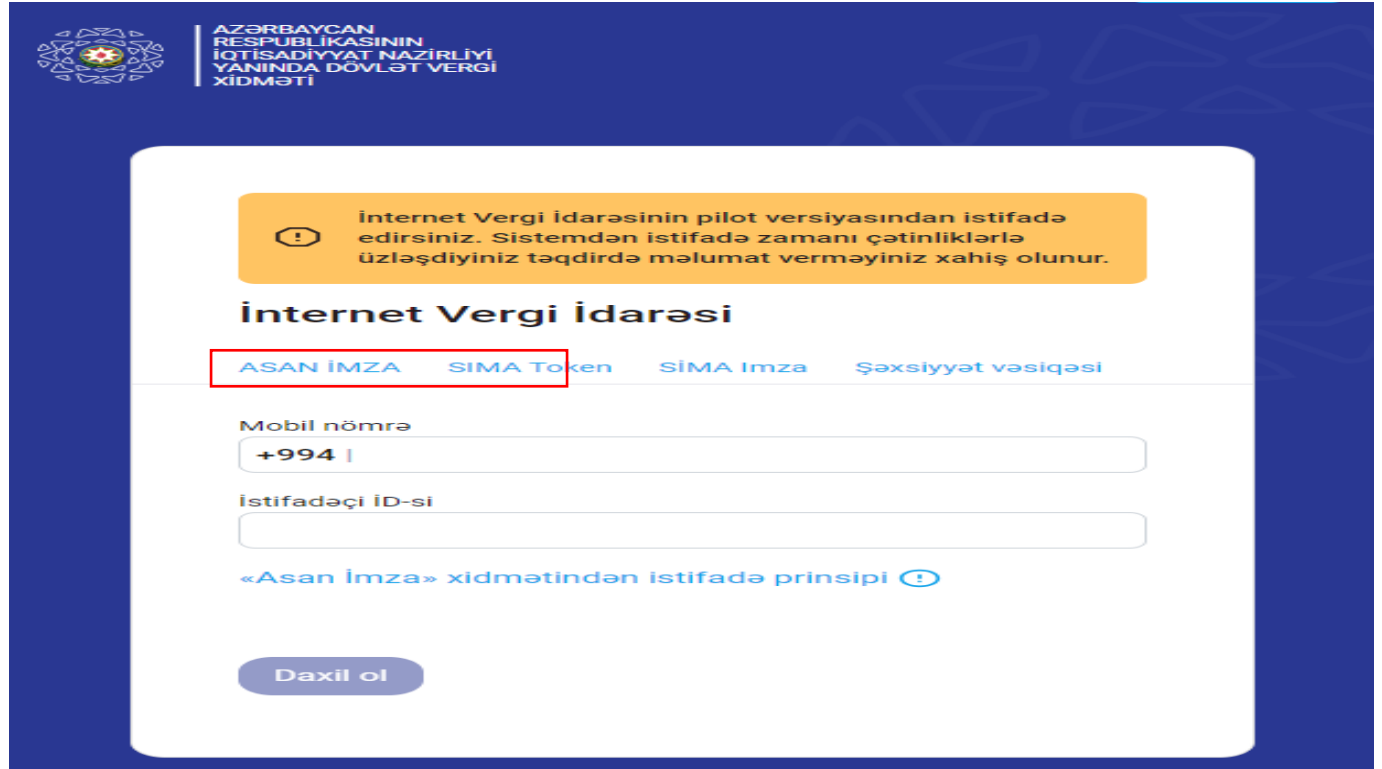 AZƏRBAYCAN
RESPUBLİKASININ
İQTİSADİYYAT NAZİRLİYİ
YANINDA DÖVLƏT VERGİ
XİDMƏTİ
İnternet Vergi İdarəsinin pilot versiyasından istifadə
edirsiniz. Sistemdən istifadə zamanı çətinliklərlə
üzləşdiyiniz təqdirdə məlumat verməyiniz xahiş olunur.
İnternet Vergi İdarəsi
ASAN İMZA SIMA Token SİMA Imza Şəxsiyyət vəsiqəsi
Mobil nömrə
+994
İstifadəçi İD-si
«Asan İmza» xidmətindən istifadə prinsipi
Daxil ol